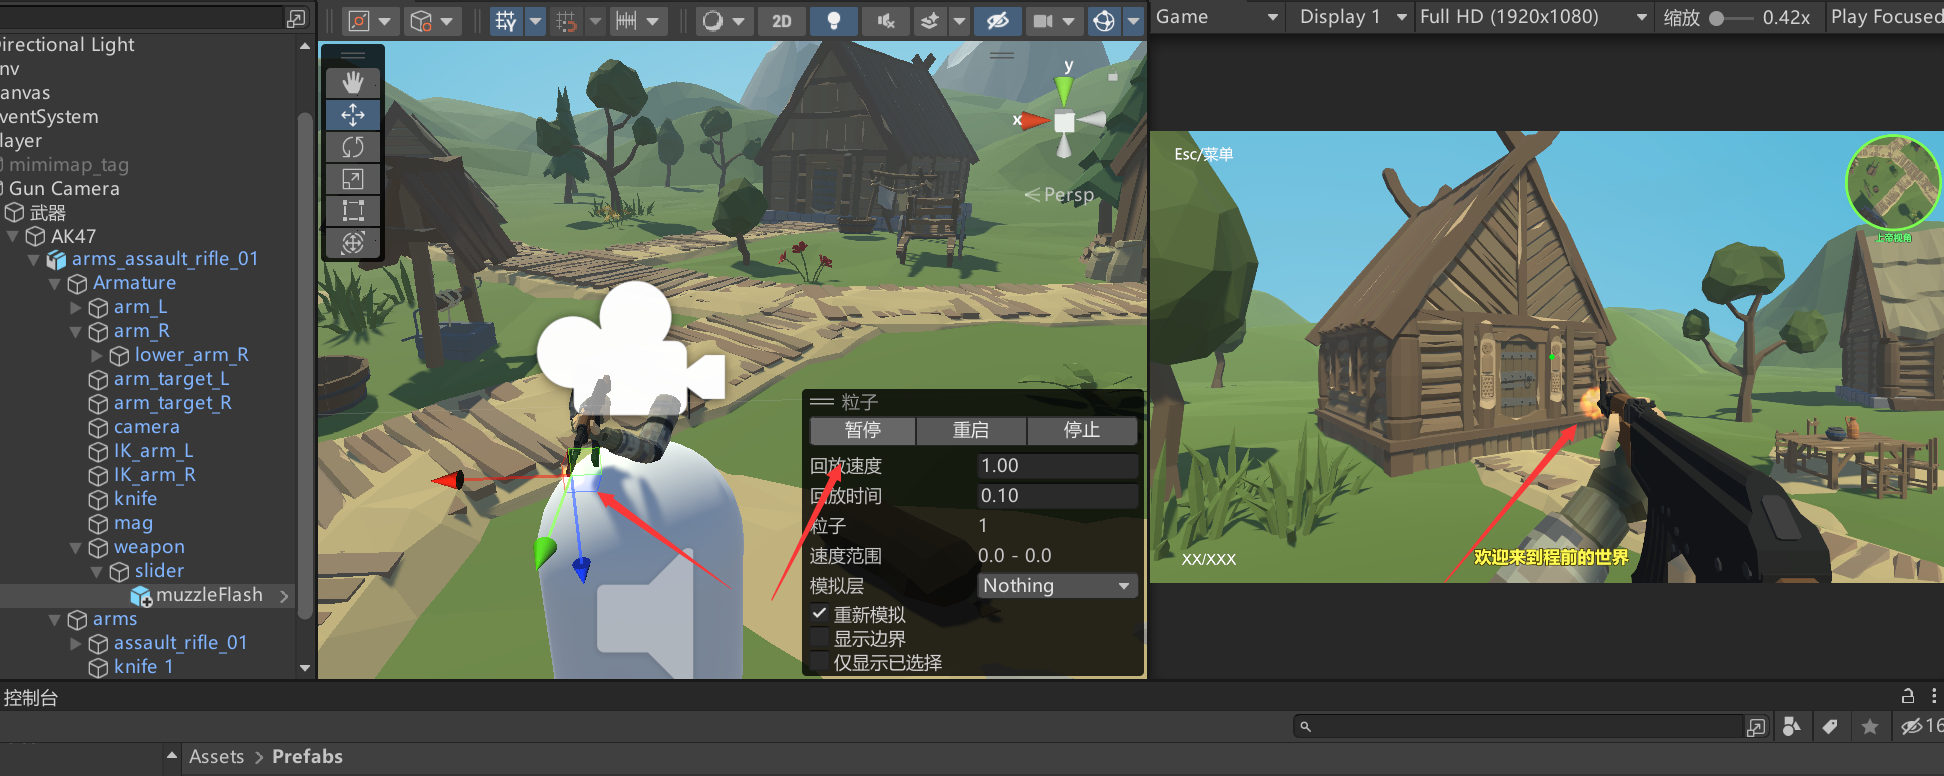 irectional Light
nv
anvas
ventSystem
layer
mimimap_tag
Gun Camera
武器
AK47
arms_assault_rifle_01
Armature
arm_L
arm_R
lower_arm_R
arm_target_L
arm_target_R
camera
IK_arm_L
IK_arm_R
knife
mag
weapon
slider
muzzleFlash
arms
assault_rifle_01
knife 1
2D
y
x
Persp
粒子
暂停 重启 停止
回放速度 1.00
回放时间 0.10
粒子 1
速度范围 0.0 - 0.0
模拟层 Nothing
重新模拟
显示边界
仅显示已选择
Game Display 1 Full HD (1920x1080) 缩放 0.42x Play Focused
Esc/菜单
上帝视角
XX/XXX
欢迎来到程前的世界
控制台
16
Assets > Prefabs